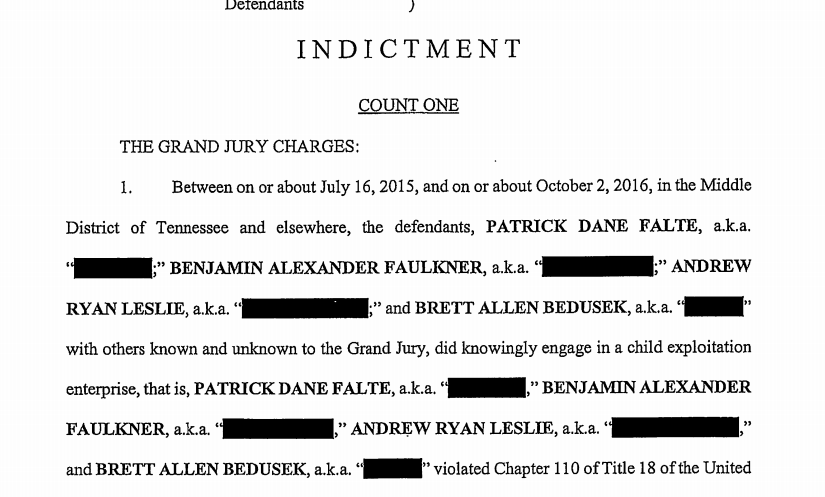 Defendants )
INDICTMENT
COUNT ONE
THE GRAND JURY CHARGES:
1. Between on or about July 16, 2015, and on or about October 2, 2016, in the Middle
District of Tennessee and elsewhere, the defendants, PATRICK DANE FALTE, a.k.a.
“ ;” BENJAMIN ALEXANDER FAULKNER, a.k.a. “ ;” ANDREW
RYAN LESLIE, a.k.a. “ ;” and BRETT ALLEN BEDUSEK, a.k.a. “ ”
with others known and unknown to the Grand Jury, did knowingly engage in a child exploitation
enterprise, that is, PATRICK DANE FALTE, a.k.a. “ ,” BENJAMIN ALEXANDER
FAULKNER, a.k.a. “ ,” ANDREW RYAN LESLIE, a.k.a. “ ,”
and BRETT ALLEN BEDUSEK, a.k.a. “ ” violated Chapter 110 of Title 18 of the United